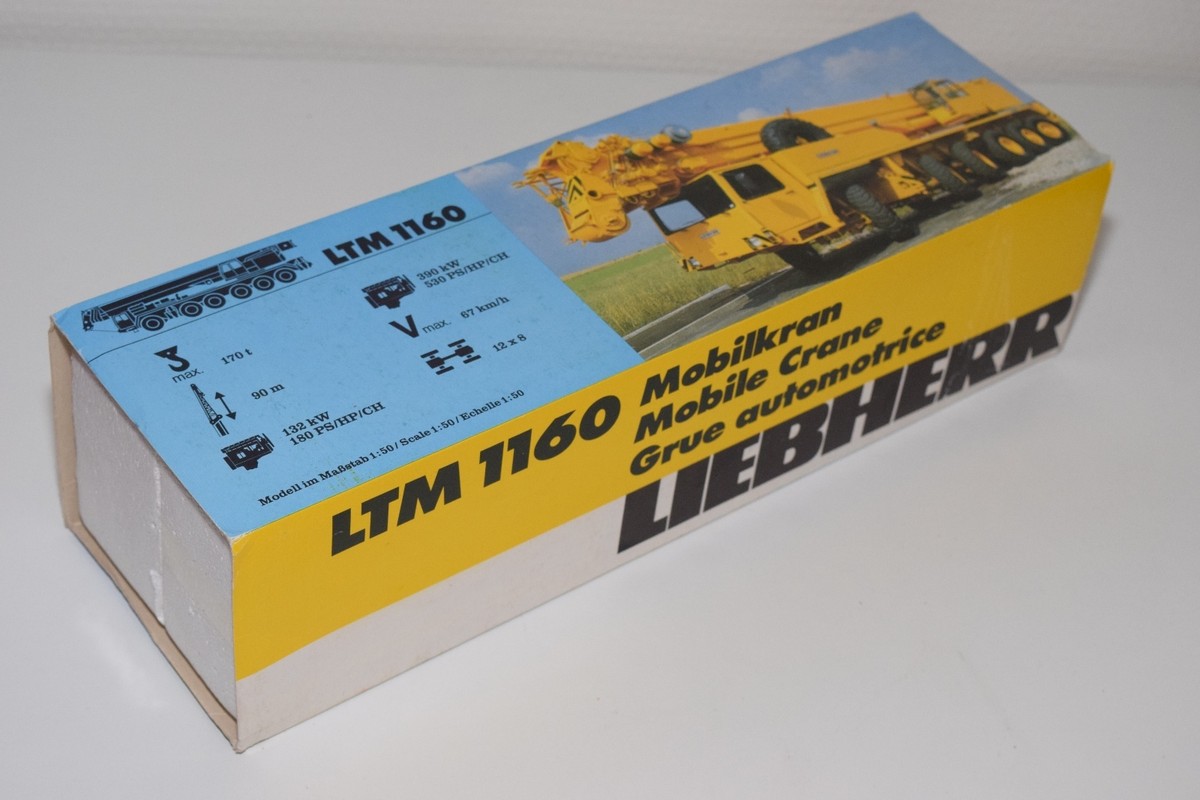 LTM 1160
max. 170 t
90 m
132 kW
180 PS/HP/CH
390 kW
530 PS/HP/CH
V max. 67 km/h
12 x 8
Modell im Maßstab 1:50 / Scale 1:50 / Echelle 1:50
LTM 1160
Mobilkran
Mobile Crane
Grue automotrice
LIEBHERR